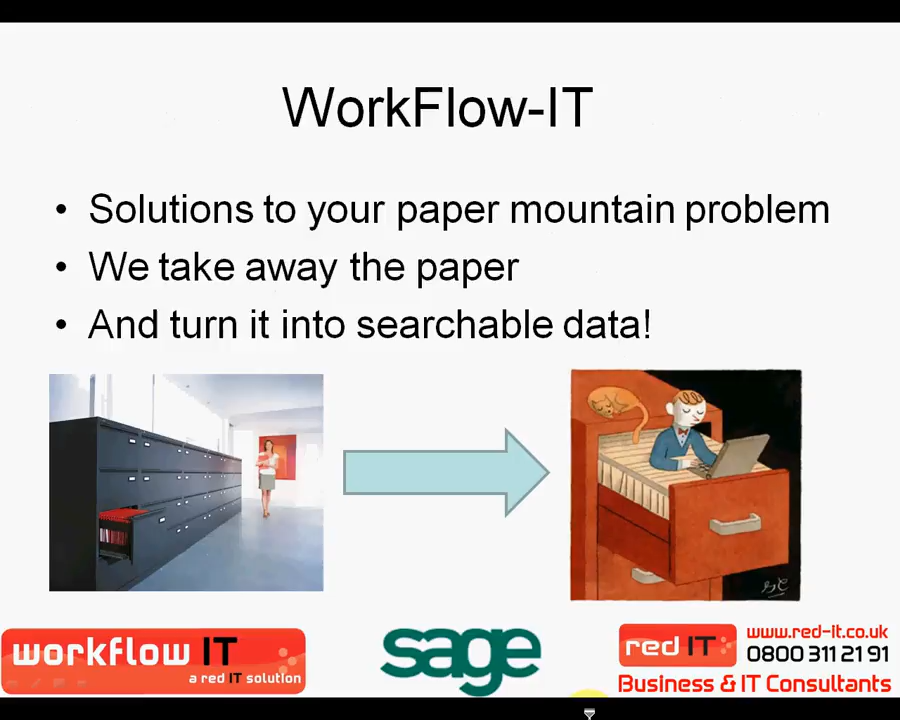 WorkFlow-IT
• Solutions to your paper mountain problem
• We take away the paper
• And turn it into searchable data!
workflow IT
a red IT solution
sage
red IT
www.red-it.co.uk
0800 311 21 91
Business & IT Consultants